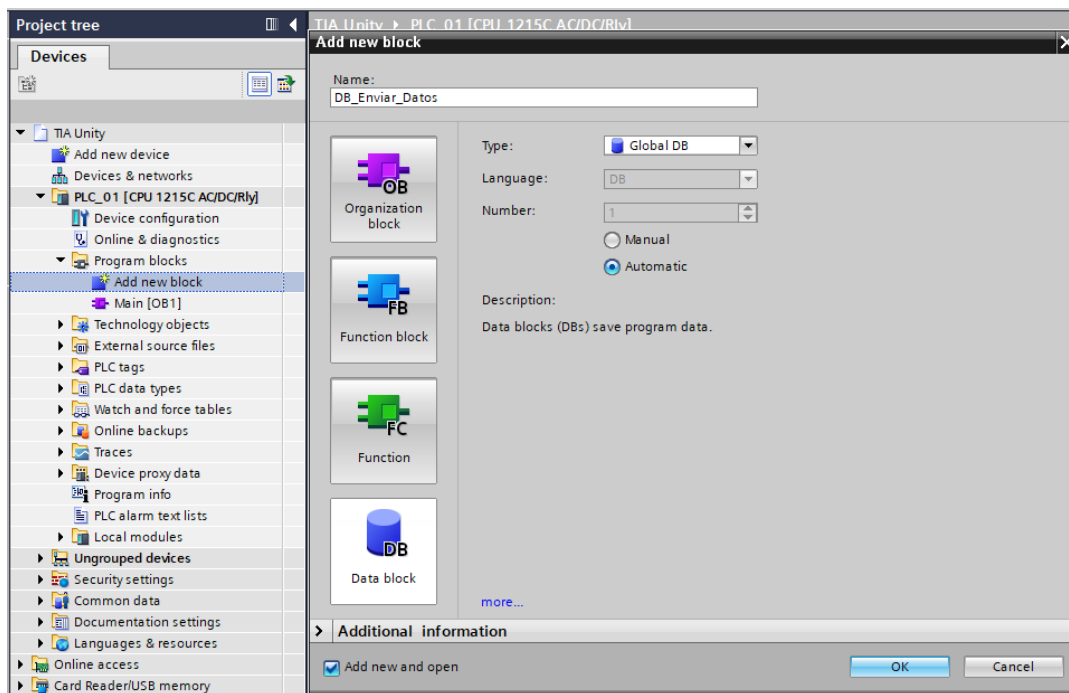 Project tree
Devices
TIA Unity
Add new device
Devices & networks
PLC_01 [CPU 1215C AC/DC/Rly]
Device configuration
Online & diagnostics
Program blocks
Add new block
Main [OB1]
Technology objects
External source files
PLC tags
PLC data types
Watch and force tables
Online backups
Traces
Device proxy data
Program info
PLC alarm text lists
Local modules
Ungrouped devices
Security settings
Common data
Documentation settings
Languages & resources
Online access
Card Reader/USB memory
TIA Unity PLC_01 [CPU 1215C AC/DC/Rly]
Add new block
Name:
DB_Enviar_Datos
OB
Organization
block
FB
Function block
FC
Function
DB
Data block
Type: Global DB
Language: DB
Number: 1
Manual
Automatic
Description:
Data blocks (DBs) save program data.
more...
> Additional information
Add new and open
OK Cancel